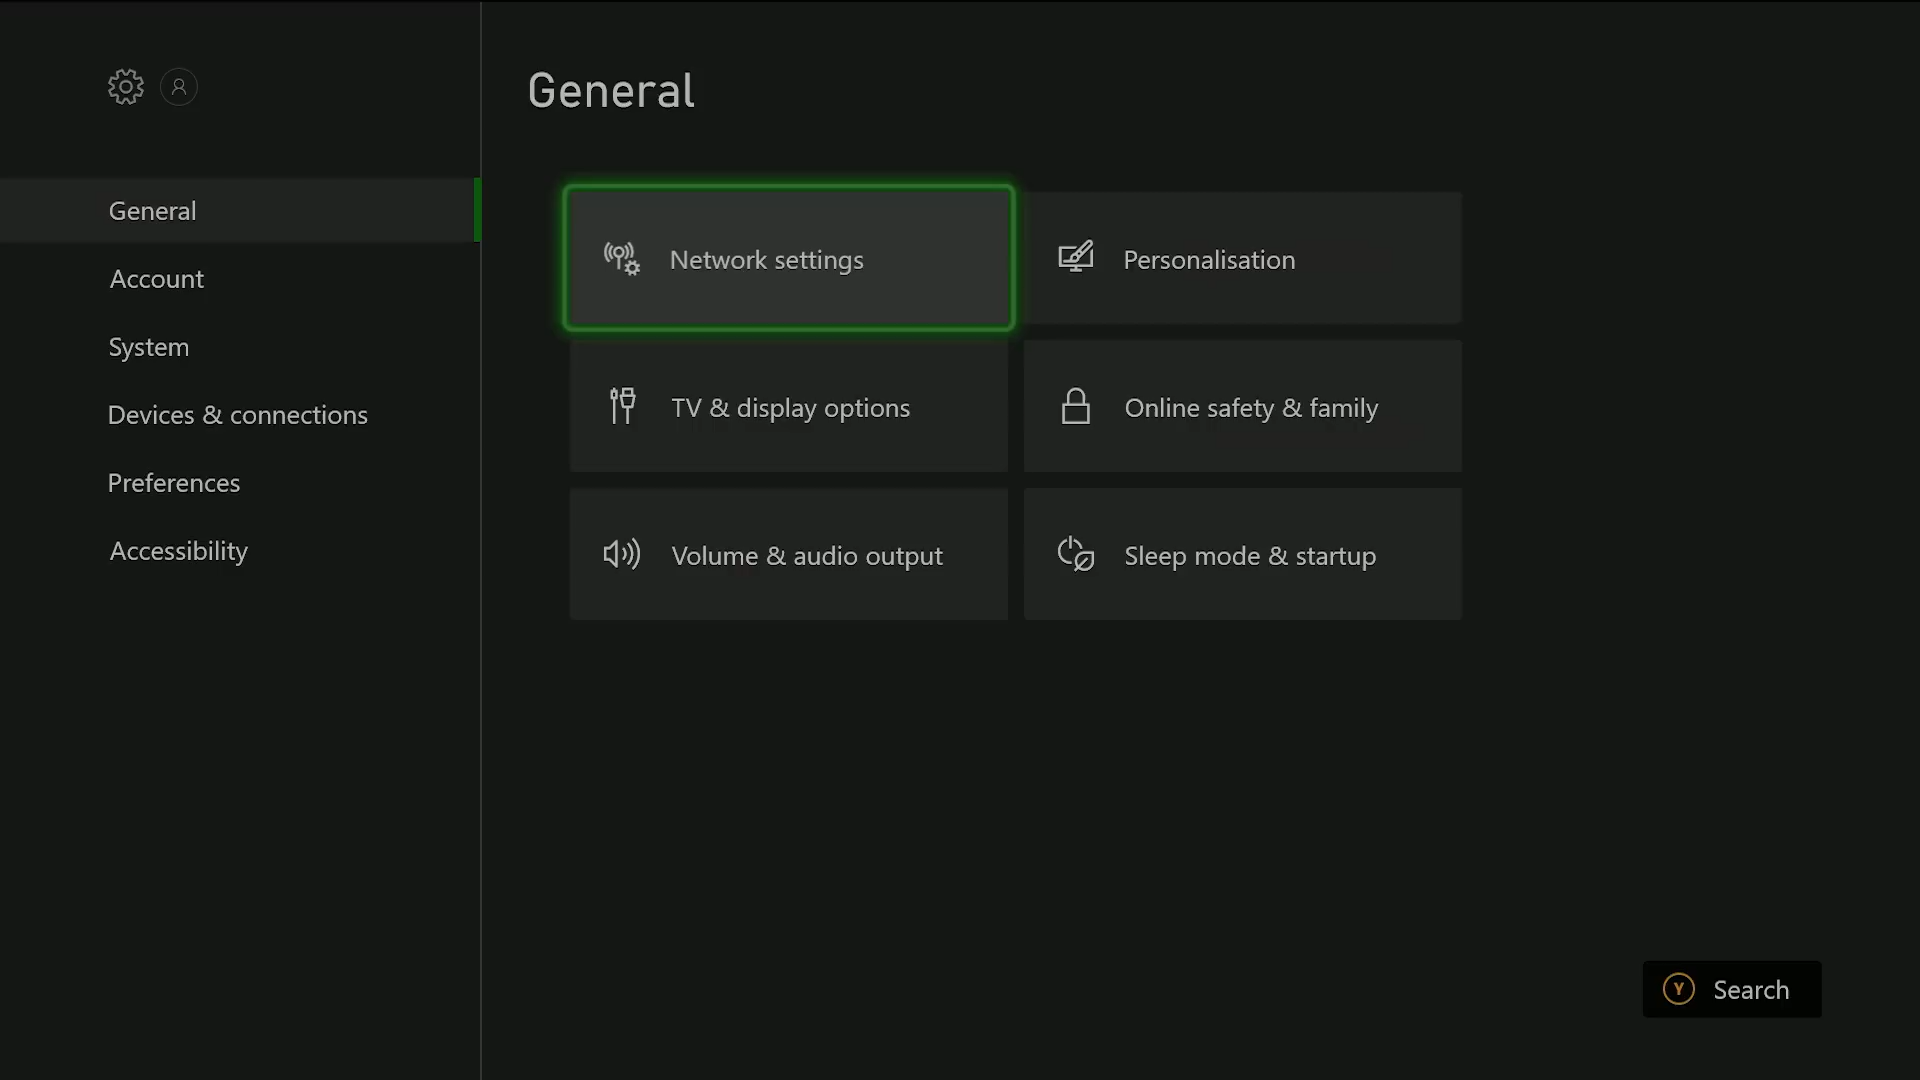 General
Account
System
Devices & connections
Preferences
Accessibility
General
Network settings
Personalisation
TV & display options
Online safety & family
Volume & audio output
Sleep mode & startup
Y Search